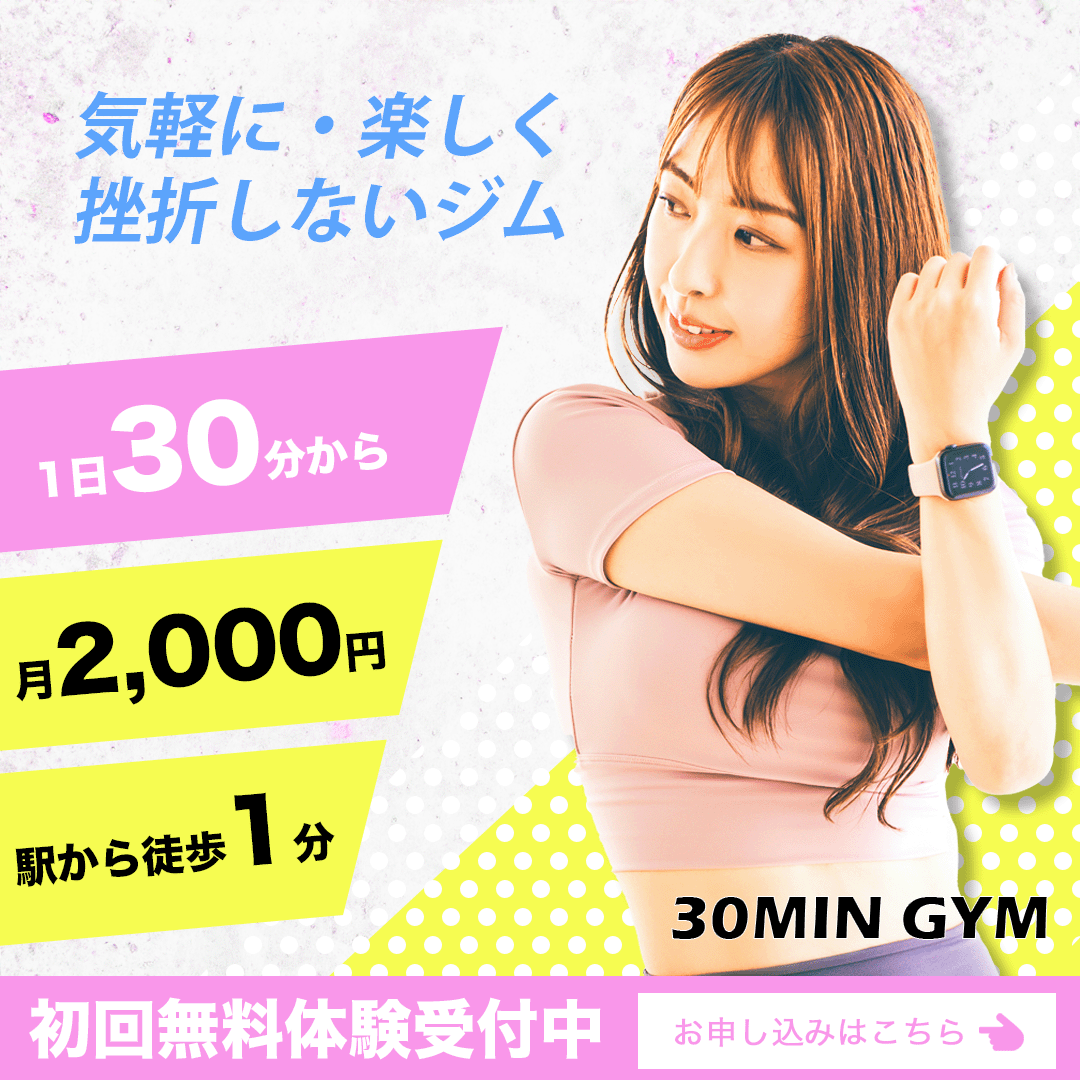 気軽に・楽しく
挫折しないジム
1日30分から
月2,000円
駅から徒歩1分
30MIN GYM
初回無料体験受付中
お申し込みはこちら